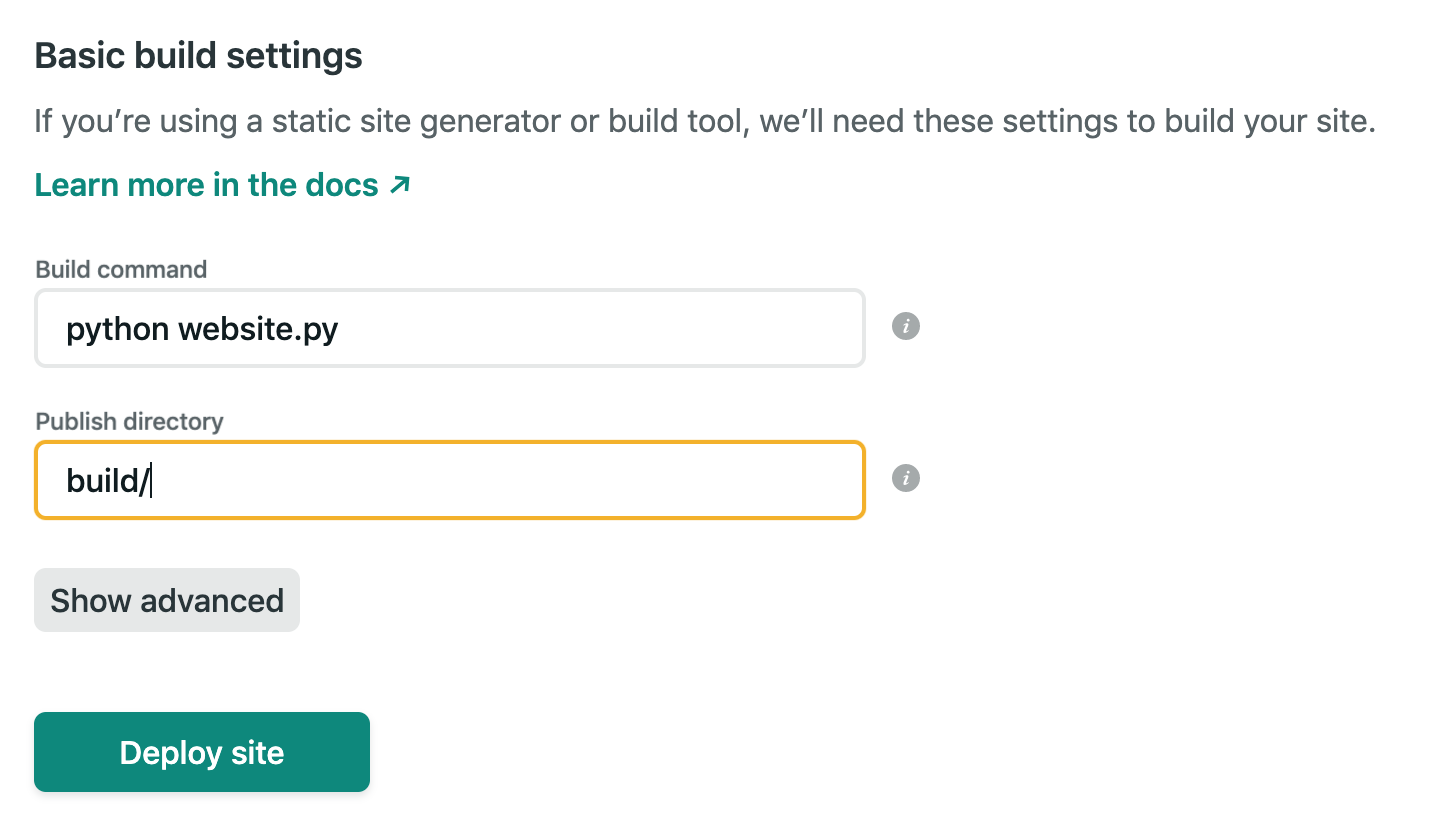 Basic build settings
If you’re using a static site generator or build tool, we’ll need these settings to build your site.
Learn more in the docs ↗
Build command
python website.py
i
Publish directory
build/
i
Show advanced
Deploy site